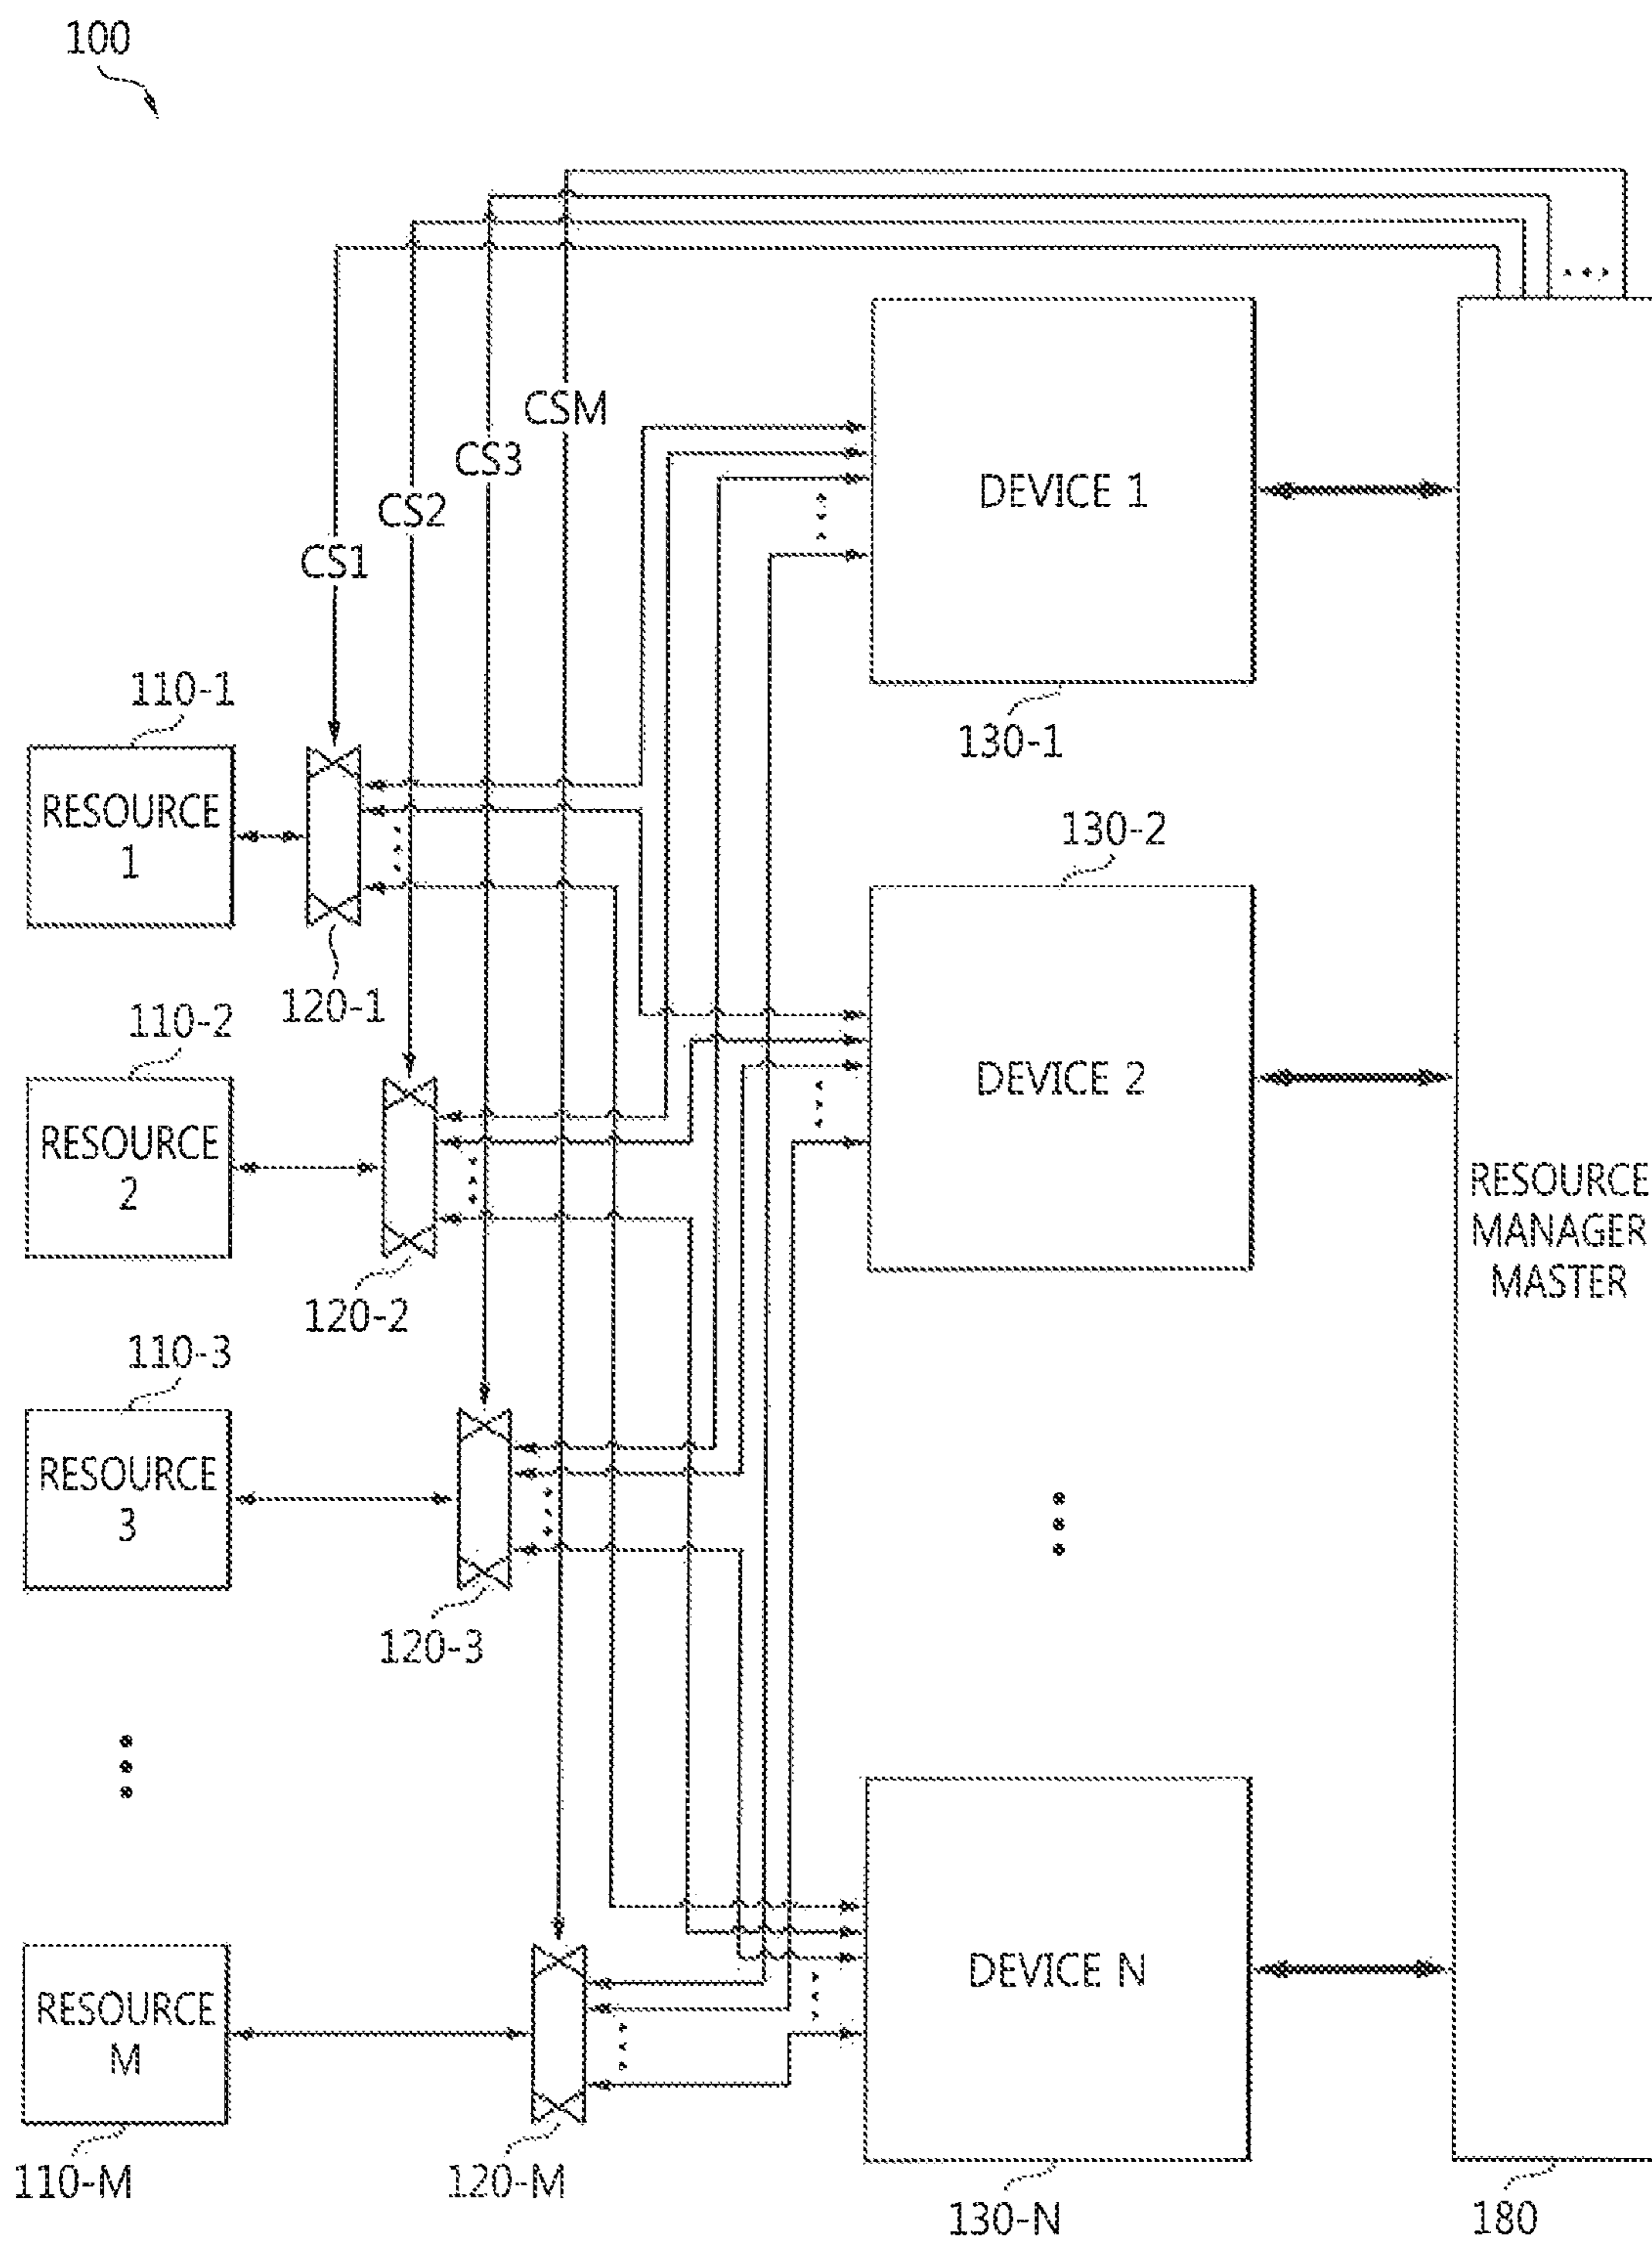 100
CSM
CS3
CS2
CS1
DEVICE 1
130-1
110-1
RESOURCE
1
120-1
130-2
DEVICE 2
110-2
RESOURCE
2
120-2
RESOURCE
MANAGER
MASTER
110-3
RESOURCE
3
120-3
DEVICE N
RESOURCE
M
110-M
120-M
130-N
180